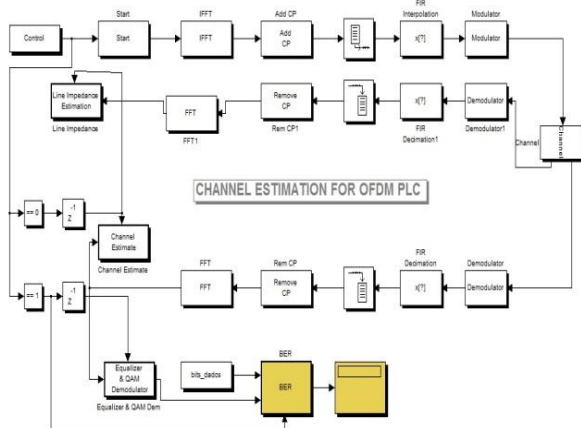 Start
IFFT
Add CP
FIR
Interpolation
Modulator
Control
Start
IFFT
Add
CP
x[?]
Modulator
Line Impedance
Estimation
Line Impedance
FFT
FFT1
Remove
CP
Rem CP1
x[?]
FIR
Decimation1
Demodulator
Demodulator1
Channel
Channel
CHANNEL ESTIMATION FOR OFDM PLC
== 0
-1
Z
Channel
Estimate
Channel Estimate
FFT
FFT
Rem CP
Remove
CP
FIR
Decimation
x[?]
Demodulator
Demodulator
== 1
-1
Z
Equalizer
& QAM
Demodulator
Equalizer & QAM Dem
bits_dados
BER
BER